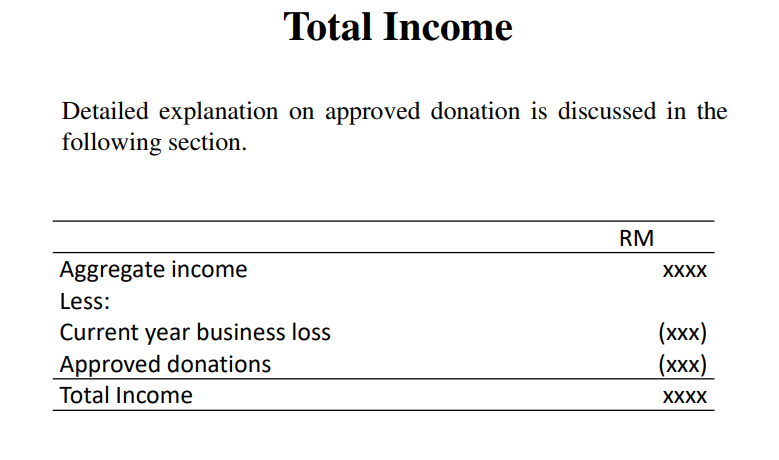 Total Income
Detailed explanation on approved donation is discussed in the
following section.
RM
Aggregate income xxxx
Less:
Current year business loss (xxx)
Approved donations (xxx)
Total Income xxxx